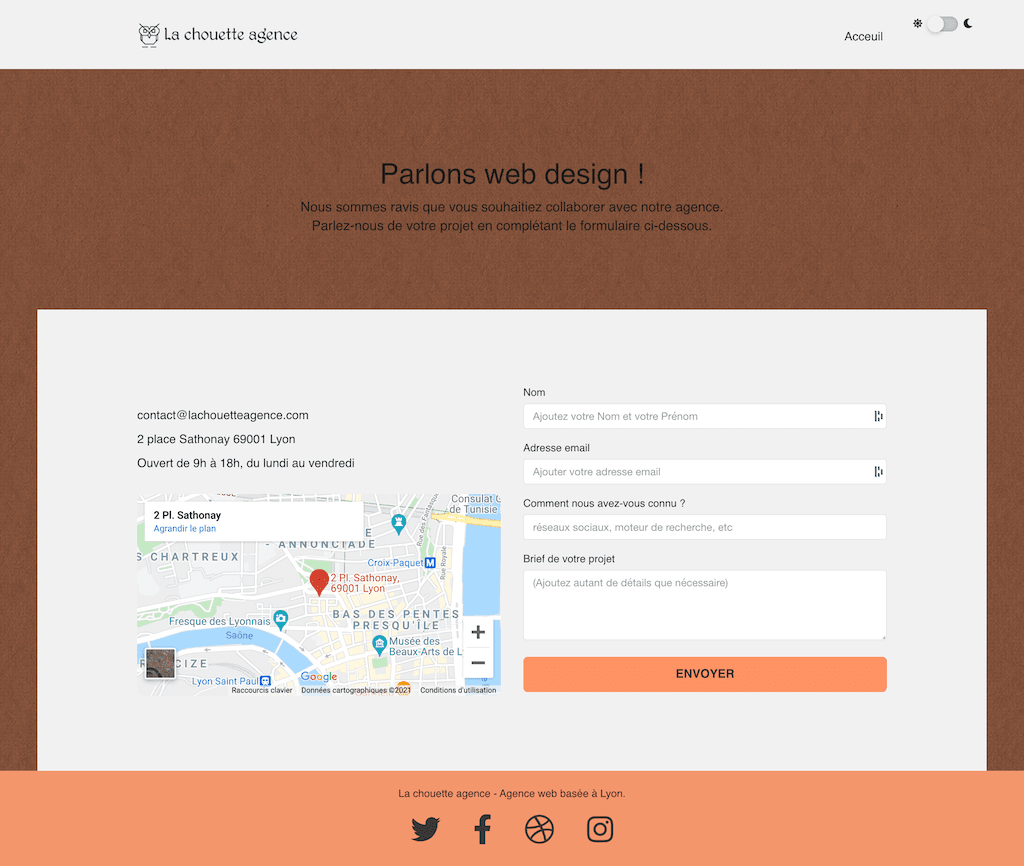 La chouette agence
Acceuil
Parlons web design !
Nous sommes ravis que vous souhaitiez collaborer avec notre agence.
Parlez-nous de votre projet en complétant le formulaire ci-dessous.
contact@lachouetteagence.com
2 place Sathonay 69001 Lyon
Ouvert de 9h à 18h, du lundi au vendredi
2 Pl. Sathonay
Agrandir le plan
Consulat
de Tunisie
Rue des Fantasques
ANNONCIADE
S CHARTREUX
Croix-Paquet M
Rue Royale
2 Pl. Sathonay,
69001 Lyon
BAS DES PENTES
PRESQU'ÎLE
Fresque des Lyonnais
Saône
Musée des
Beaux-Arts de L
CIZE
Lyon Saint Paul
Google
Raccourcis clavier
Données cartographiques ©2021
Conditions d'utilisation
Nom
Ajoutez votre Nom et votre Prénom
Adresse email
Ajouter votre adresse email
Comment nous avez-vous connu ?
réseaux sociaux, moteur de recherche, etc
Brief de votre projet
(Ajoutez autant de détails que nécessaire)
ENVOYER
La chouette agence - Agence web basée à Lyon.